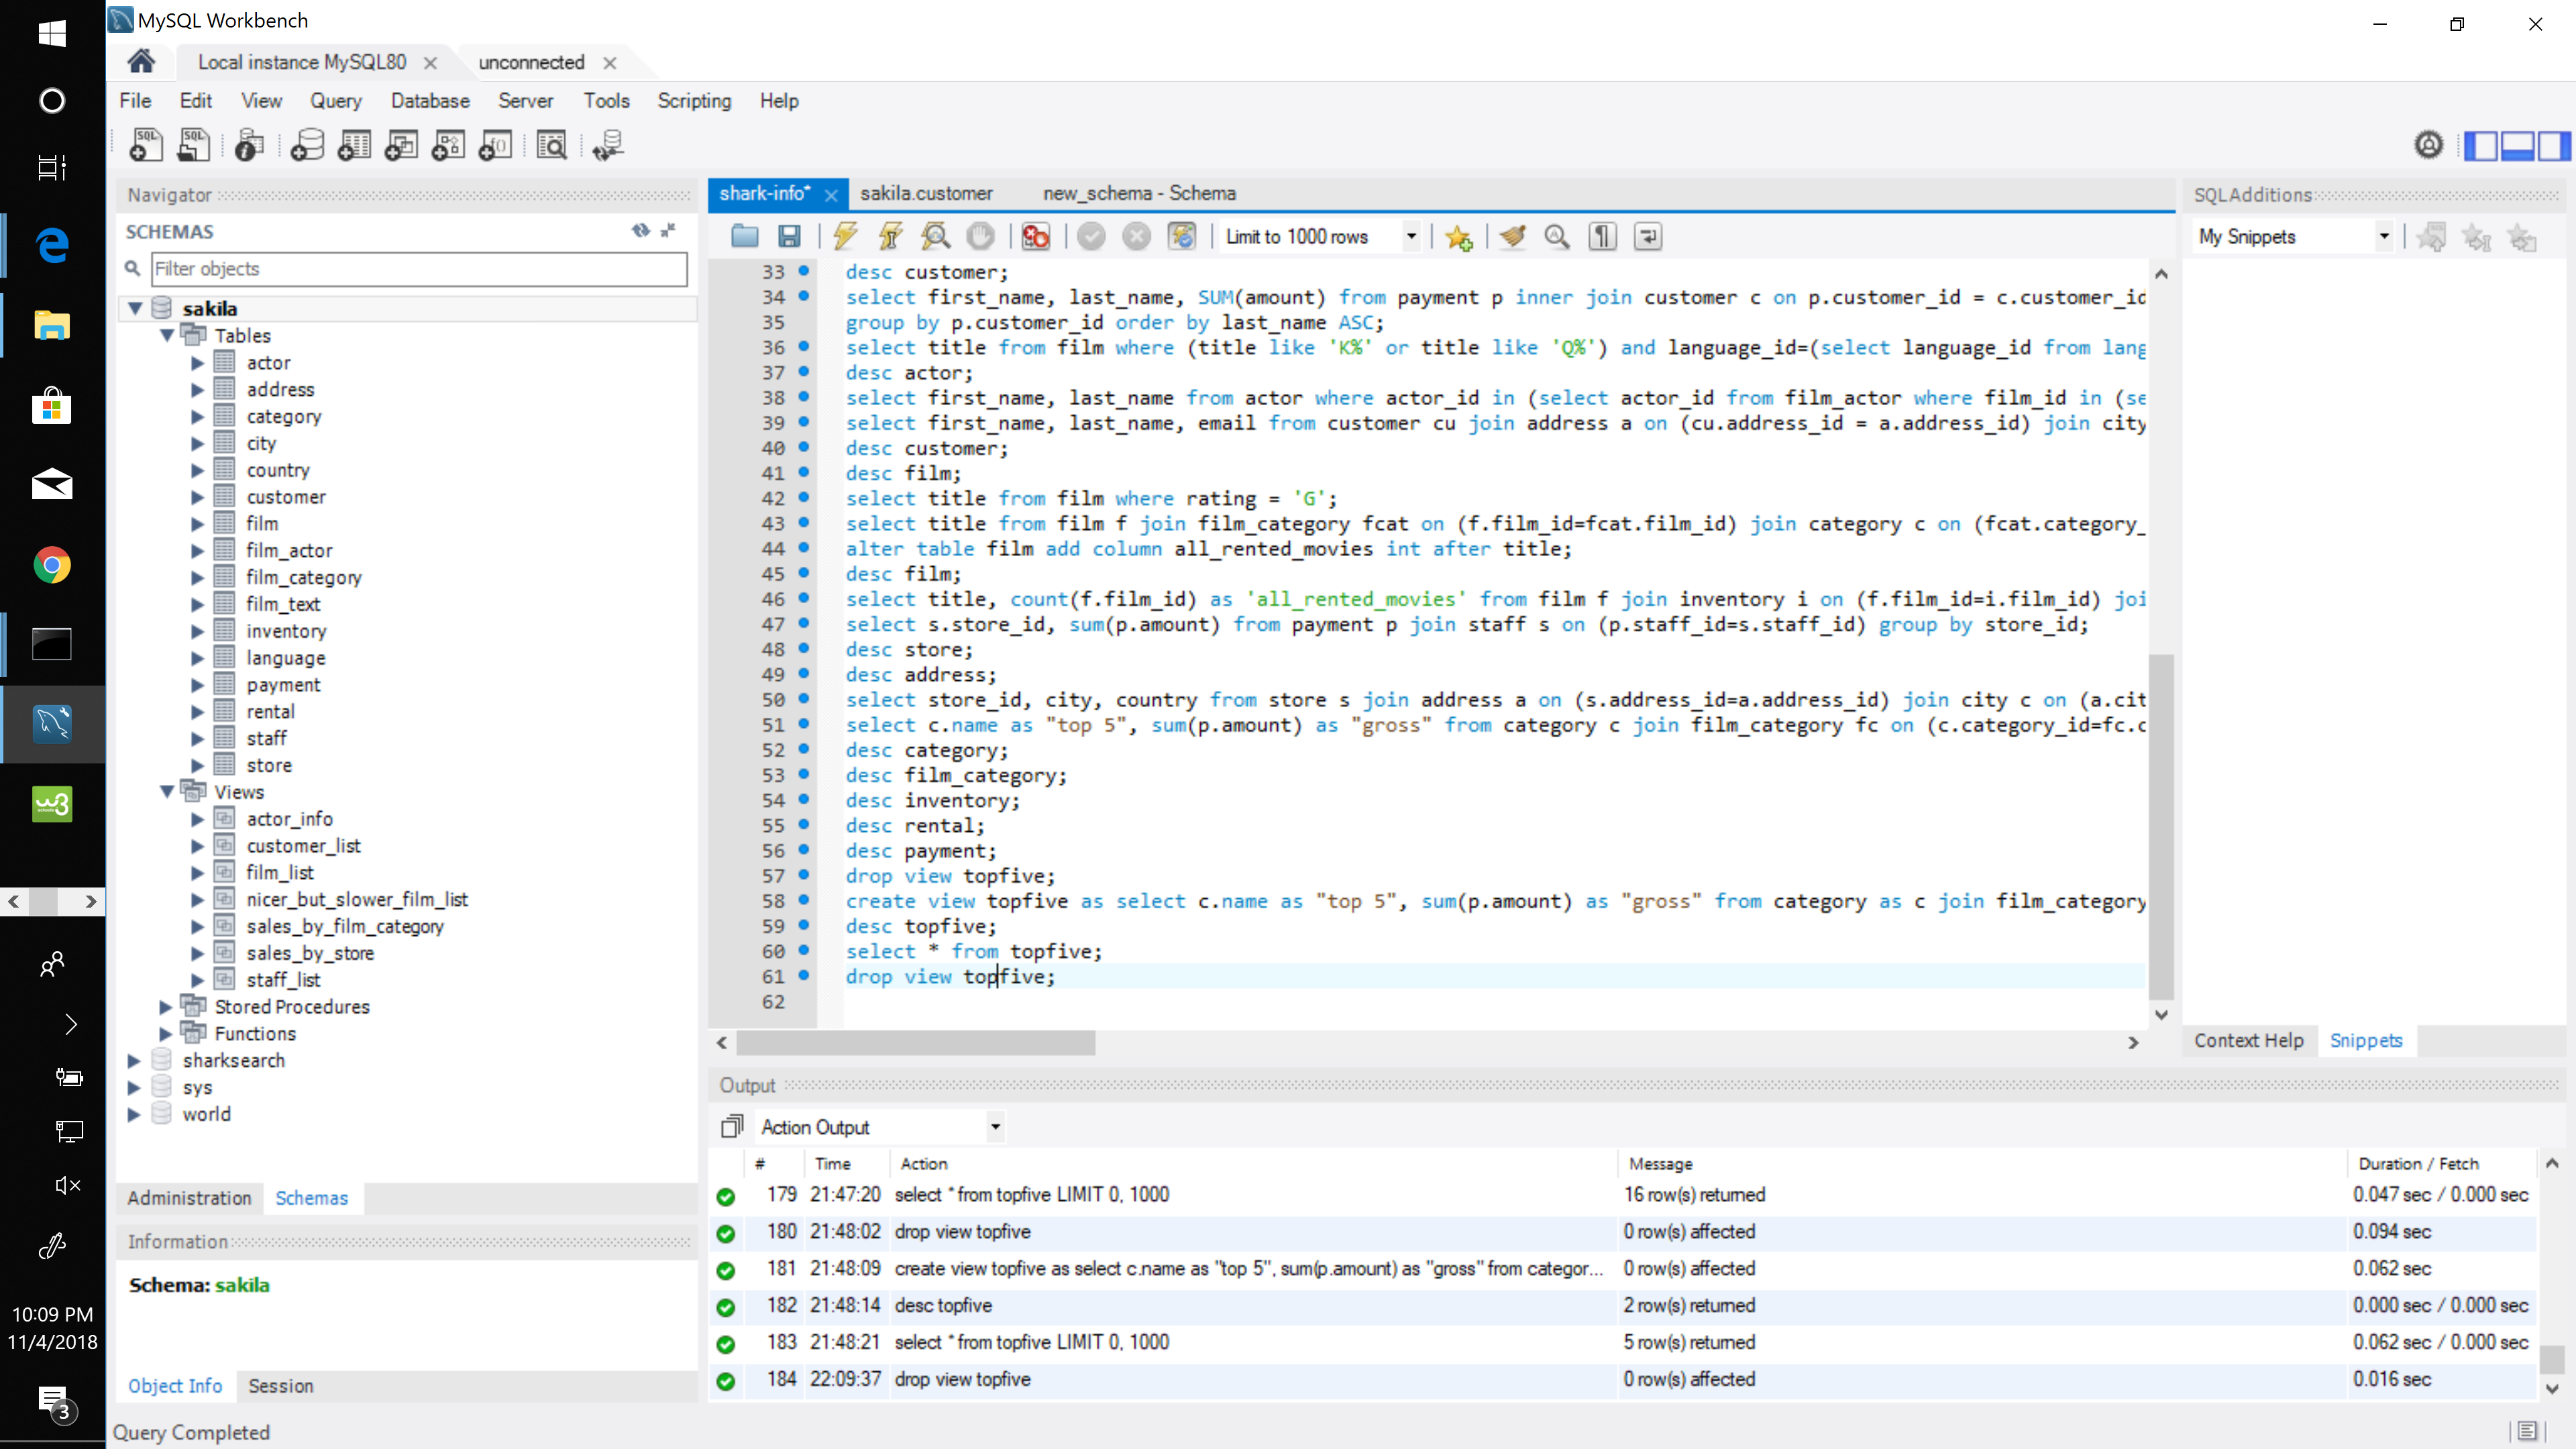 MySQL Workbench
Local instance MySQL80
unconnected
File Edit View Query Database Server Tools Scripting Help
Navigator
SCHEMAS
Filter objects
sakila
Tables
actor
address
category
city
country
customer
film
film_actor
film_category
film_text
inventory
language
payment
rental
staff
store
Views
actor_info
customer_list
film_list
nicer_but_slower_film_list
sales_by_film_category
sales_by_store
staff_list
Stored Procedures
Functions
sharksearch
sys
world
Administration Schemas
Information
Schema: sakila
Object Info Session
Query Completed
shark-info* sakila.customer new_schema - Schema
Limit to 1000 rows
33 desc customer;
34 select first_name, last_name, SUM(amount) from payment p inner join customer c on p.customer_id = c.customer_id
35 group by p.customer_id order by last_name ASC;
36 select title from film where (title like 'K%' or title like 'Q%') and language_id=(select language_id from lang
37 desc actor;
38 select first_name, last_name from actor where actor_id in (select actor_id from film_actor where film_id in (se
39 select first_name, last_name, email from customer cu join address a on (cu.address_id = a.address_id) join city
40 desc customer;
41 desc film;
42 select title from film where rating = 'G';
43 select title from film f join film_category fcat on (f.film_id=fcat.film_id) join category c on (fcat.category_
44 alter table film add column all_rented_movies int after title;
45 desc film;
46 select title, count(f.film_id) as 'all_rented_movies' from film f join inventory i on (f.film_id=i.film_id) joi
47 select s.store_id, sum(p.amount) from payment p join staff s on (p.staff_id=s.staff_id) group by store_id;
48 desc store;
49 desc address;
50 select store_id, city, country from store s join address a on (s.address_id=a.address_id) join city c on (a.cit
51 select c.name as "top 5", sum(p.amount) as "gross" from category c join film_category fc on (c.category_id=fc.c
52 desc category;
53 desc film_category;
54 desc inventory;
55 desc rental;
56 desc payment;
57 drop view topfive;
58 create view topfive as select c.name as "top 5", sum(p.amount) as "gross" from category as c join film_category
59 desc topfive;
60 select * from topfive;
61 drop view topfive;
62
SQLAdditions
My Snippets
Context Help Snippets
Output
Action Output
# Time Action Message Duration / Fetch
179 21:47:20 select * from topfive LIMIT 0, 1000 16 row(s) returned 0.047 sec / 0.000 sec
180 21:48:02 drop view topfive 0 row(s) affected 0.094 sec
181 21:48:09 create view topfive as select c.name as "top 5", sum(p.amount) as "gross" from categor... 0 row(s) affected 0.062 sec
182 21:48:14 desc topfive 2 row(s) returned 0.000 sec / 0.000 sec
183 21:48:21 select * from topfive LIMIT 0, 1000 5 row(s) returned 0.062 sec / 0.000 sec
184 22:09:37 drop view topfive 0 row(s) affected 0.016 sec
w3
10:09 PM
11/4/2018
3